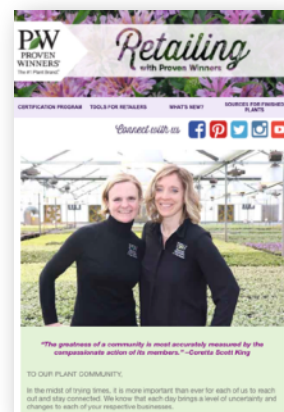 PW
PROVEN
WINNERS®
The #1 Plant Brand®
Retailing
with Proven Winners
CERTIFICATION PROGRAM TOOLS FOR RETAILERS WHAT'S NEW? SOURCES FOR FINISHED
PLANTS
Connect with us
"The greatness of a community is most accurately measured by the
compassionate action of its members." ~Coretta Scott King
TO OUR PLANT COMMUNITY,
In the midst of trying times, it is more important than ever for each of us to reach
out and stay connected. We know that each day brings a level of uncertainty and
changes to each of your respective businesses.